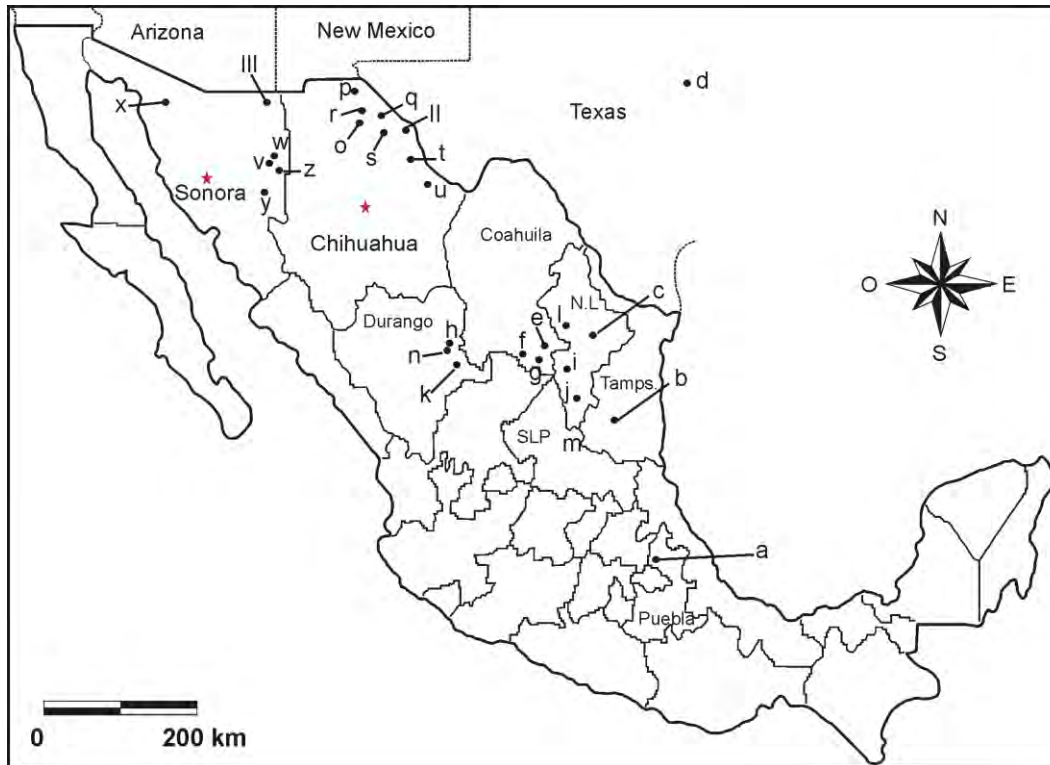 Arizona
New Mexico
III
p
q
d
x
r
II
Texas
o
s
w
t
v
z
u
Sonora
y
N
Chihuahua
Coahuila
O
E
N.L
c
S
Durango
e
l
h
f
n
g
i
b
k
j
Tamps.
SLP
m
a
Puebla
0
200 km